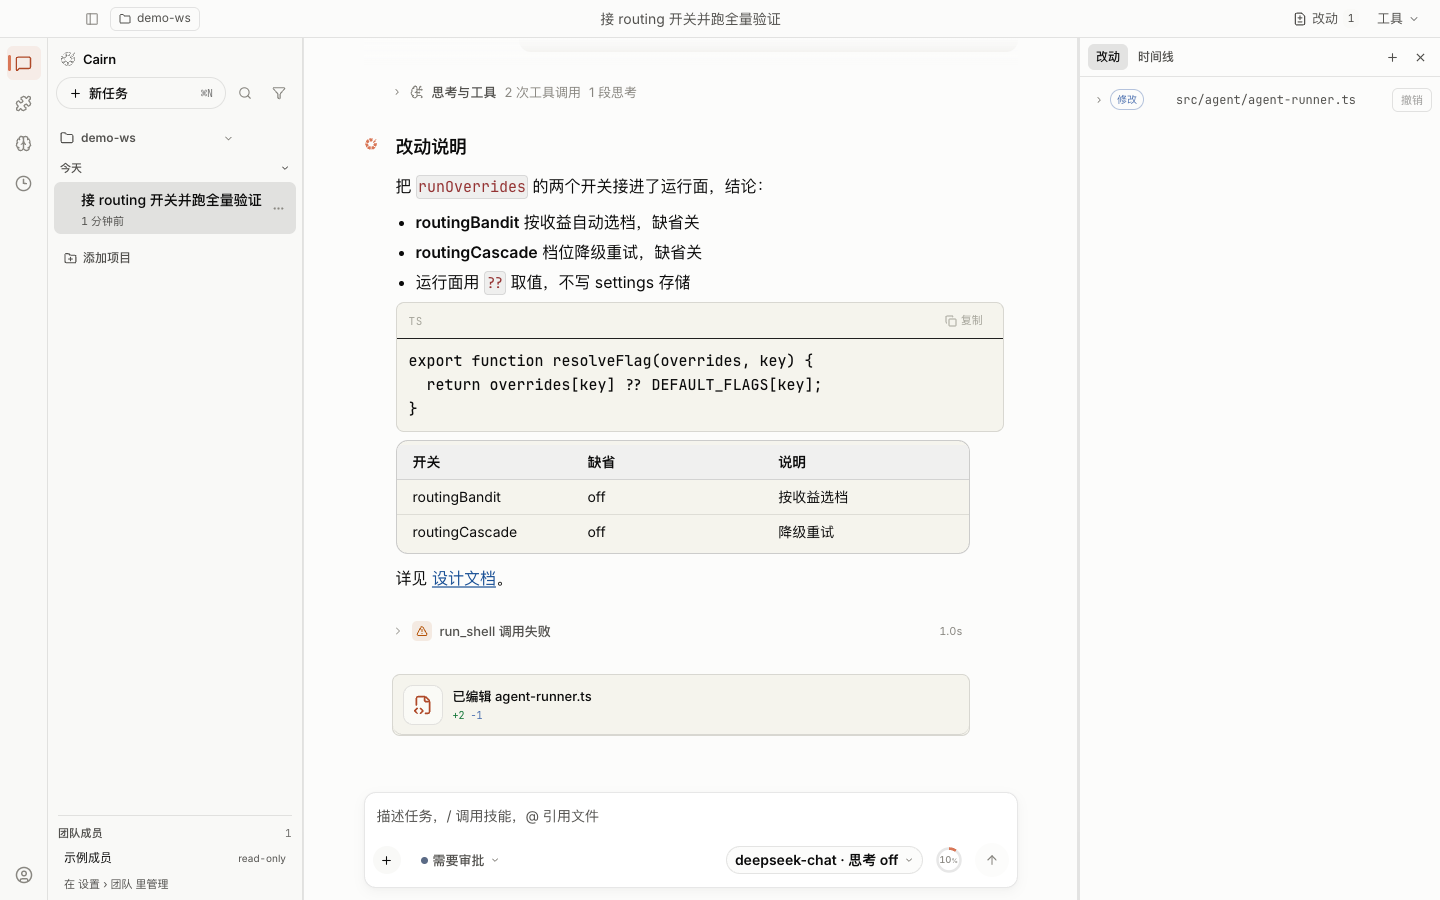 demo-ws
接 routing 开关并跑全量验证
改动 1
工具
Cairn
新任务 ⌘N
demo-ws
今天
接 routing 开关并跑全量验证
1 分钟前
添加项目
团队成员 1
示例成员 read-only
在 设置 › 团队 里管理
思考与工具 2 次工具调用 1 段思考
改动说明
把 runOverrides 的两个开关接进了运行面，结论：
• routingBandit 按收益自动选档，缺省关
• routingCascade 档位降级重试，缺省关
• 运行面用 ?? 取值，不写 settings 存储
TS 复制
export function resolveFlag(overrides, key) {
  return overrides[key] ?? DEFAULT_FLAGS[key];
}
开关 缺省 说明
routingBandit off 按收益选档
routingCascade off 降级重试
详见 设计文档。
run_shell 调用失败 1.0s
已编辑 agent-runner.ts
+2 -1
描述任务，/ 调用技能，@ 引用文件
需要审批
deepseek-chat · 思考 off
10%
改动 时间线
修改 src/agent/agent-runner.ts 撤销